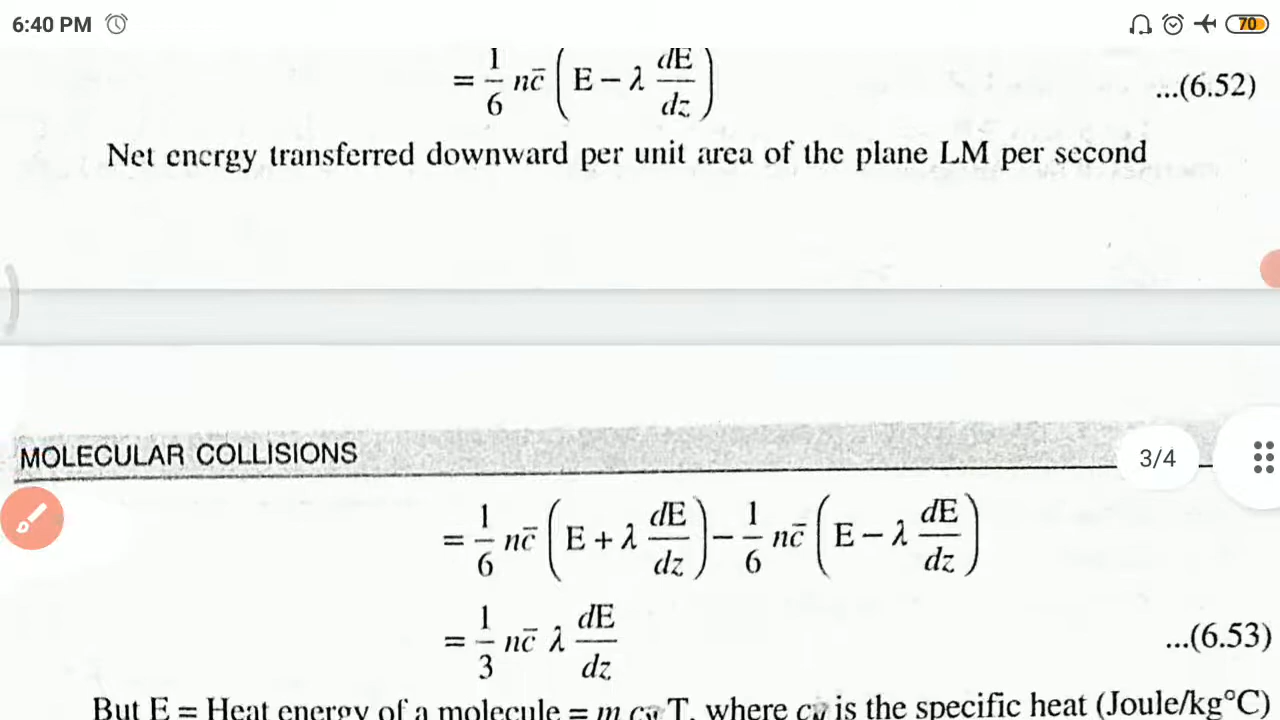 6:40 PM 70
= 1/6 nc̄ (E − λ dE/dz) ...(6.52)
Net energy transferred downward per unit area of the plane LM per second
MOLECULAR COLLISIONS
3/4
= 1/6 nc̄ (E + λ dE/dz) − 1/6 nc̄ (E − λ dE/dz)
= 1/3 nc̄ λ dE/dz ...(6.53)
But E = Heat energy of a molecule = m cᵥ T, where cᵥ is the specific heat (Joule/kg°C)